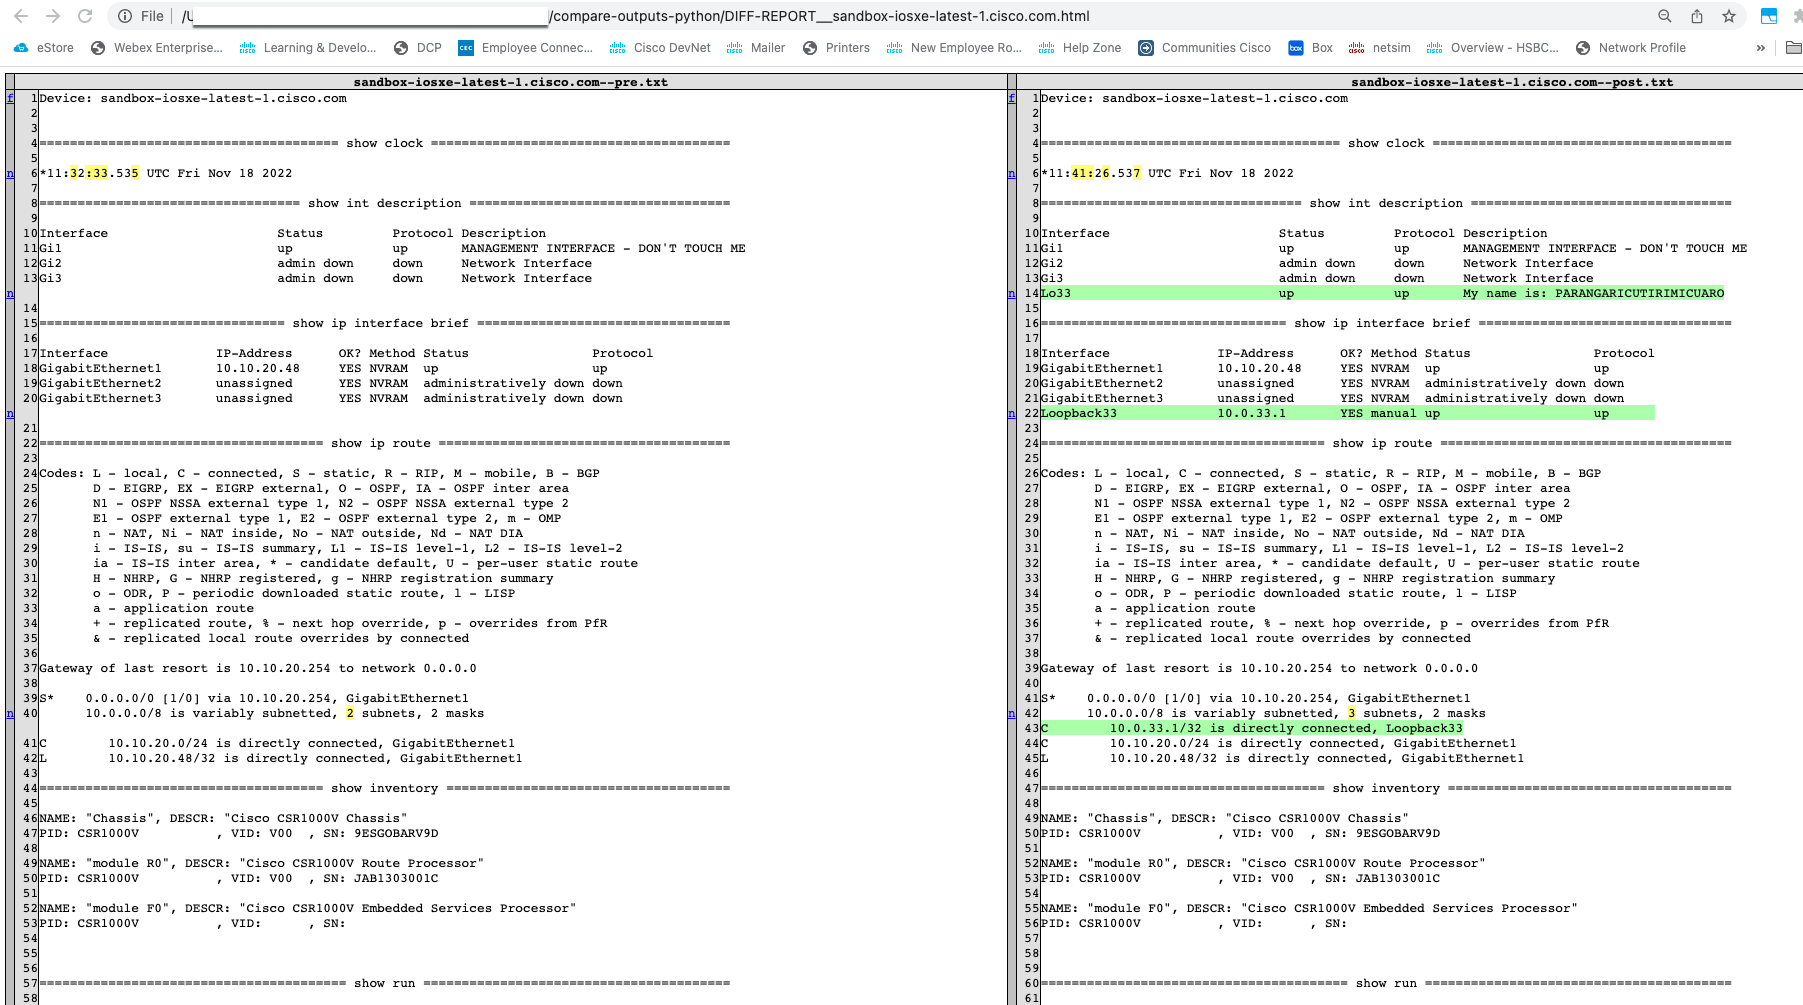 File /U /compare-outputs-python/DIFF-REPORT__sandbox-iosxe-latest-1.cisco.com.html
eStore Webex Enterprise... Learning & Develo... DCP CEC Employee Connec... Cisco DevNet Mailer Printers New Employee Ro... Help Zone Communities Cisco box Box netsim Overview – HSBC... Network Profile »
sandbox-iosxe-latest-1.cisco.com--pre.txt
f 1 Device: sandbox-iosxe-latest-1.cisco.com
2
3
4 ======================================= show clock =======================================
5
n 6 *11:32:33.535 UTC Fri Nov 18 2022
7
8 ================================== show int description ==================================
9
10 Interface Status Protocol Description
11 Gi1 up up MANAGEMENT INTERFACE - DON'T TOUCH ME
12 Gi2 admin down down Network Interface
13 Gi3 admin down down Network Interface
n
14
15 ================================ show ip interface brief =================================
16
17 Interface IP-Address OK? Method Status Protocol
18 GigabitEthernet1 10.10.20.48 YES NVRAM up up
19 GigabitEthernet2 unassigned YES NVRAM administratively down down
20 GigabitEthernet3 unassigned YES NVRAM administratively down down
n
21
22 ===================================== show ip route ======================================
23
24 Codes: L - local, C - connected, S - static, R - RIP, M - mobile, B - BGP
25 D - EIGRP, EX - EIGRP external, O - OSPF, IA - OSPF inter area
26 N1 - OSPF NSSA external type 1, N2 - OSPF NSSA external type 2
27 E1 - OSPF external type 1, E2 - OSPF external type 2, m - OMP
28 n - NAT, Ni - NAT inside, No - NAT outside, Nd - NAT DIA
29 i - IS-IS, su - IS-IS summary, L1 - IS-IS level-1, L2 - IS-IS level-2
30 ia - IS-IS inter area, * - candidate default, U - per-user static route
31 H - NHRP, G - NHRP registered, g - NHRP registration summary
32 o - ODR, P - periodic downloaded static route, l - LISP
33 a - application route
34 + - replicated route, % - next hop override, p - overrides from PfR
35 & - replicated local route overrides by connected
36
37 Gateway of last resort is 10.10.20.254 to network 0.0.0.0
38
39 S* 0.0.0.0/0 [1/0] via 10.10.20.254, GigabitEthernet1
n 40 10.0.0.0/8 is variably subnetted, 2 subnets, 2 masks
41 C 10.10.20.0/24 is directly connected, GigabitEthernet1
42 L 10.10.20.48/32 is directly connected, GigabitEthernet1
43
44 ===================================== show inventory =====================================
45
46 NAME: "Chassis", DESCR: "Cisco CSR1000V Chassis"
47 PID: CSR1000V , VID: V00 , SN: 9ESGOBARV9D
48
49 NAME: "module R0", DESCR: "Cisco CSR1000V Route Processor"
50 PID: CSR1000V , VID: V00 , SN: JAB1303001C
51
52 NAME: "module F0", DESCR: "Cisco CSR1000V Embedded Services Processor"
53 PID: CSR1000V , VID: , SN:
54
55
56
57 ======================================== show run ========================================
58
sandbox-iosxe-latest-1.cisco.com--post.txt
f 1 Device: sandbox-iosxe-latest-1.cisco.com
2
3
4 ======================================= show clock =======================================
5
n 6 *11:41:26.537 UTC Fri Nov 18 2022
7
8 ================================== show int description ==================================
9
10 Interface Status Protocol Description
11 Gi1 up up MANAGEMENT INTERFACE - DON'T TOUCH ME
12 Gi2 admin down down Network Interface
13 Gi3 admin down down Network Interface
n 14 Lo33 up up My name is: PARANGARICUTIRIMICUARO
15
16 ================================ show ip interface brief =================================
17
18 Interface IP-Address OK? Method Status Protocol
19 GigabitEthernet1 10.10.20.48 YES NVRAM up up
20 GigabitEthernet2 unassigned YES NVRAM administratively down down
21 GigabitEthernet3 unassigned YES NVRAM administratively down down
n 22 Loopback33 10.0.33.1 YES manual up up
23
24 ===================================== show ip route ======================================
25
26 Codes: L - local, C - connected, S - static, R - RIP, M - mobile, B - BGP
27 D - EIGRP, EX - EIGRP external, O - OSPF, IA - OSPF inter area
28 N1 - OSPF NSSA external type 1, N2 - OSPF NSSA external type 2
29 E1 - OSPF external type 1, E2 - OSPF external type 2, m - OMP
30 n - NAT, Ni - NAT inside, No - NAT outside, Nd - NAT DIA
31 i - IS-IS, su - IS-IS summary, L1 - IS-IS level-1, L2 - IS-IS level-2
32 ia - IS-IS inter area, * - candidate default, U - per-user static route
33 H - NHRP, G - NHRP registered, g - NHRP registration summary
34 o - ODR, P - periodic downloaded static route, l - LISP
35 a - application route
36 + - replicated route, % - next hop override, p - overrides from PfR
37 & - replicated local route overrides by connected
38
39 Gateway of last resort is 10.10.20.254 to network 0.0.0.0
40
41 S* 0.0.0.0/0 [1/0] via 10.10.20.254, GigabitEthernet1
n 42 10.0.0.0/8 is variably subnetted, 3 subnets, 2 masks
43 C 10.0.33.1/32 is directly connected, Loopback33
44 C 10.10.20.0/24 is directly connected, GigabitEthernet1
45 L 10.10.20.48/32 is directly connected, GigabitEthernet1
46
47 ===================================== show inventory =====================================
48
49 NAME: "Chassis", DESCR: "Cisco CSR1000V Chassis"
50 PID: CSR1000V , VID: V00 , SN: 9ESGOBARV9D
51
52 NAME: "module R0", DESCR: "Cisco CSR1000V Route Processor"
53 PID: CSR1000V , VID: V00 , SN: JAB1303001C
54
55 NAME: "module F0", DESCR: "Cisco CSR1000V Embedded Services Processor"
56 PID: CSR1000V , VID: , SN:
57
58
59
60 ======================================== show run ========================================
61